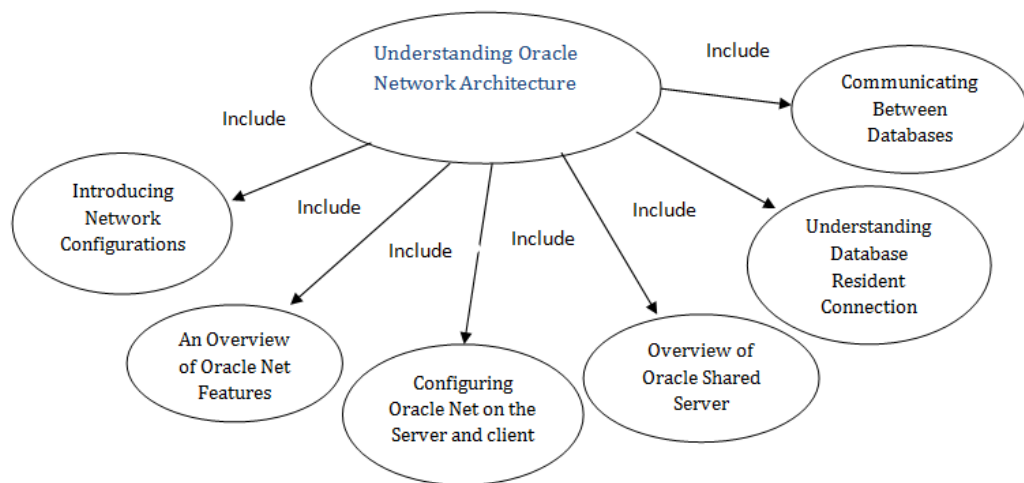 Understanding Oracle
Network Architecture
Include
Communicating
Between
Databases
Include
Introducing
Network
Configurations
Include
Include
Include
Include
Understanding
Database
Resident
Connection
An Overview
of Oracle Net
Features
Configuring
Oracle Net on the
Server and client
Overview of
Oracle Shared
Server